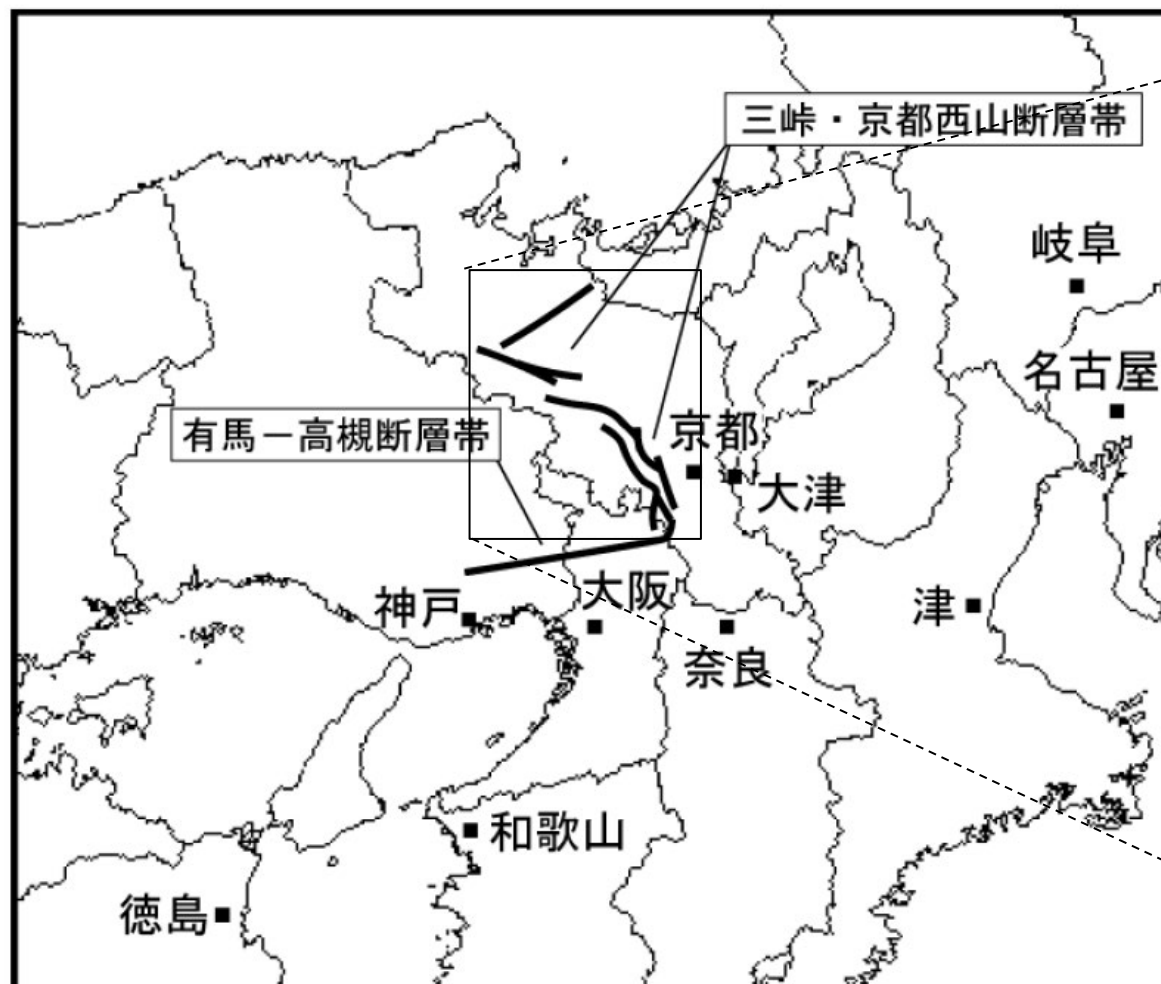 三峠・京都西山断層帯
岐阜
名古屋
有馬－高槻断層帯
京都
大津
神戸
大阪
津
奈良
和歌山
徳島